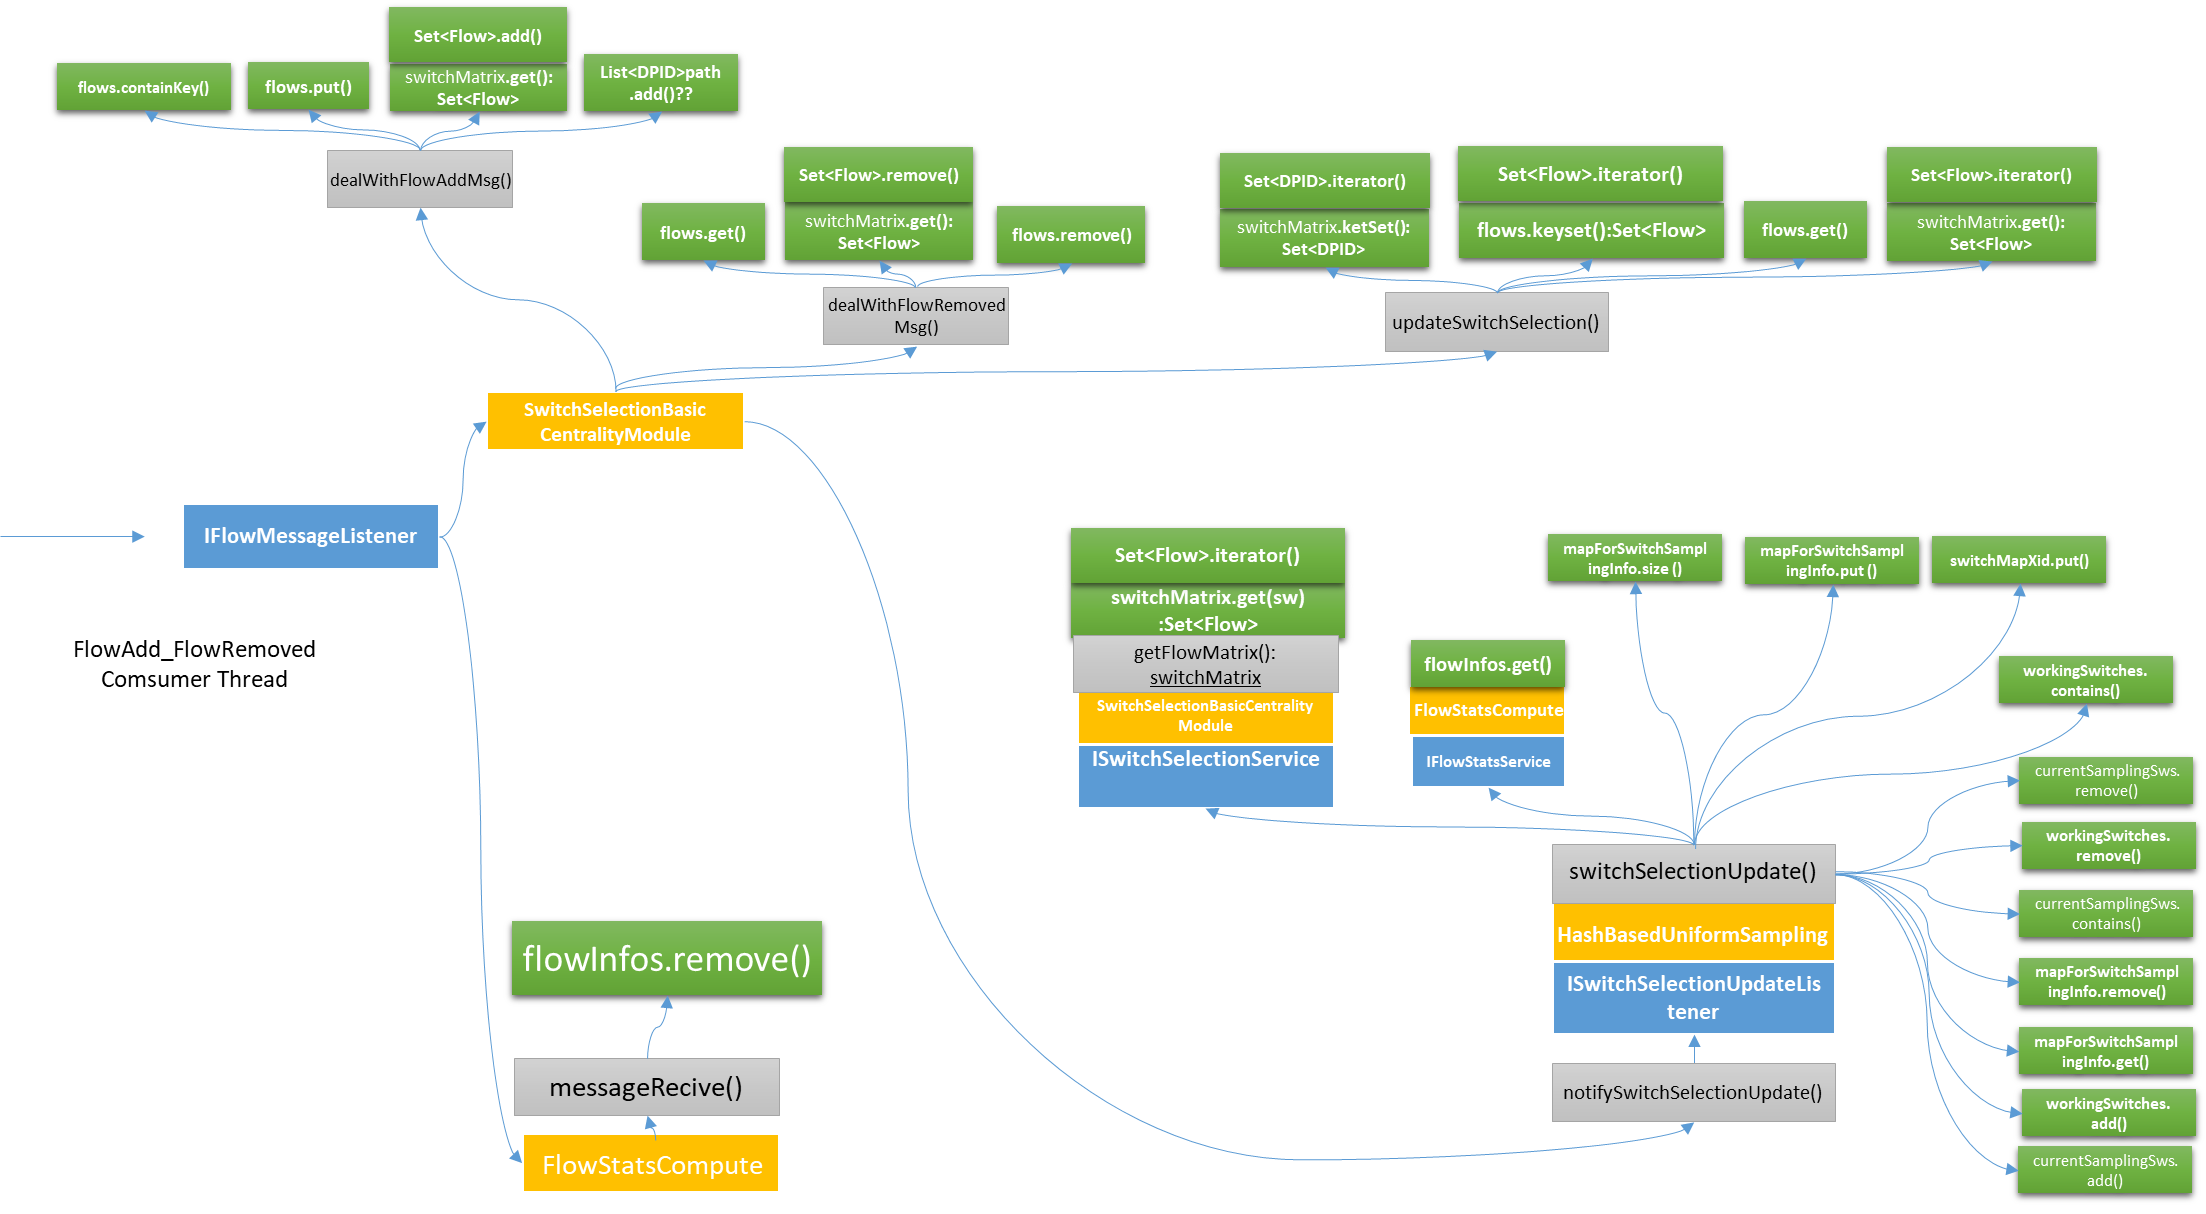 Set<Flow>.add()
flows.containKey()
flows.put()
switchMatrix.get():
Set<Flow>
List<DPID>path
.add()??
dealWithFlowAddMsg()
Set<Flow>.remove()
flows.get()
switchMatrix.get():
Set<Flow>
flows.remove()
dealWithFlowRemoved
Msg()
Set<DPID>.iterator()
switchMatrix.ketSet():
Set<DPID>
Set<Flow>.iterator()
flows.keyset():Set<Flow>
flows.get()
Set<Flow>.iterator()
switchMatrix.get():
Set<Flow>
updateSwitchSelection()
SwitchSelectionBasic
CentralityModule
IFlowMessageListener
FlowAdd_FlowRemoved
Comsumer Thread
Set<Flow>.iterator()
switchMatrix.get(sw)
:Set<Flow>
getFlowMatrix():
switchMatrix
SwitchSelectionBasicCentrality
Module
ISwitchSelectionService
flowInfos.get()
FlowStatsCompute
IFlowStatsService
mapForSwitchSampl
ingInfo.size ()
mapForSwitchSampl
ingInfo.put ()
switchMapXid.put()
workingSwitches.
contains()
currentSamplingSws.
remove()
workingSwitches.
remove()
currentSamplingSws.
contains()
mapForSwitchSampl
ingInfo.remove()
mapForSwitchSampl
ingInfo.get()
workingSwitches.
add()
currentSamplingSws.
add()
switchSelectionUpdate()
HashBasedUniformSampling
ISwitchSelectionUpdateLis
tener
notifySwitchSelectionUpdate()
flowInfos.remove()
messageRecive()
FlowStatsCompute